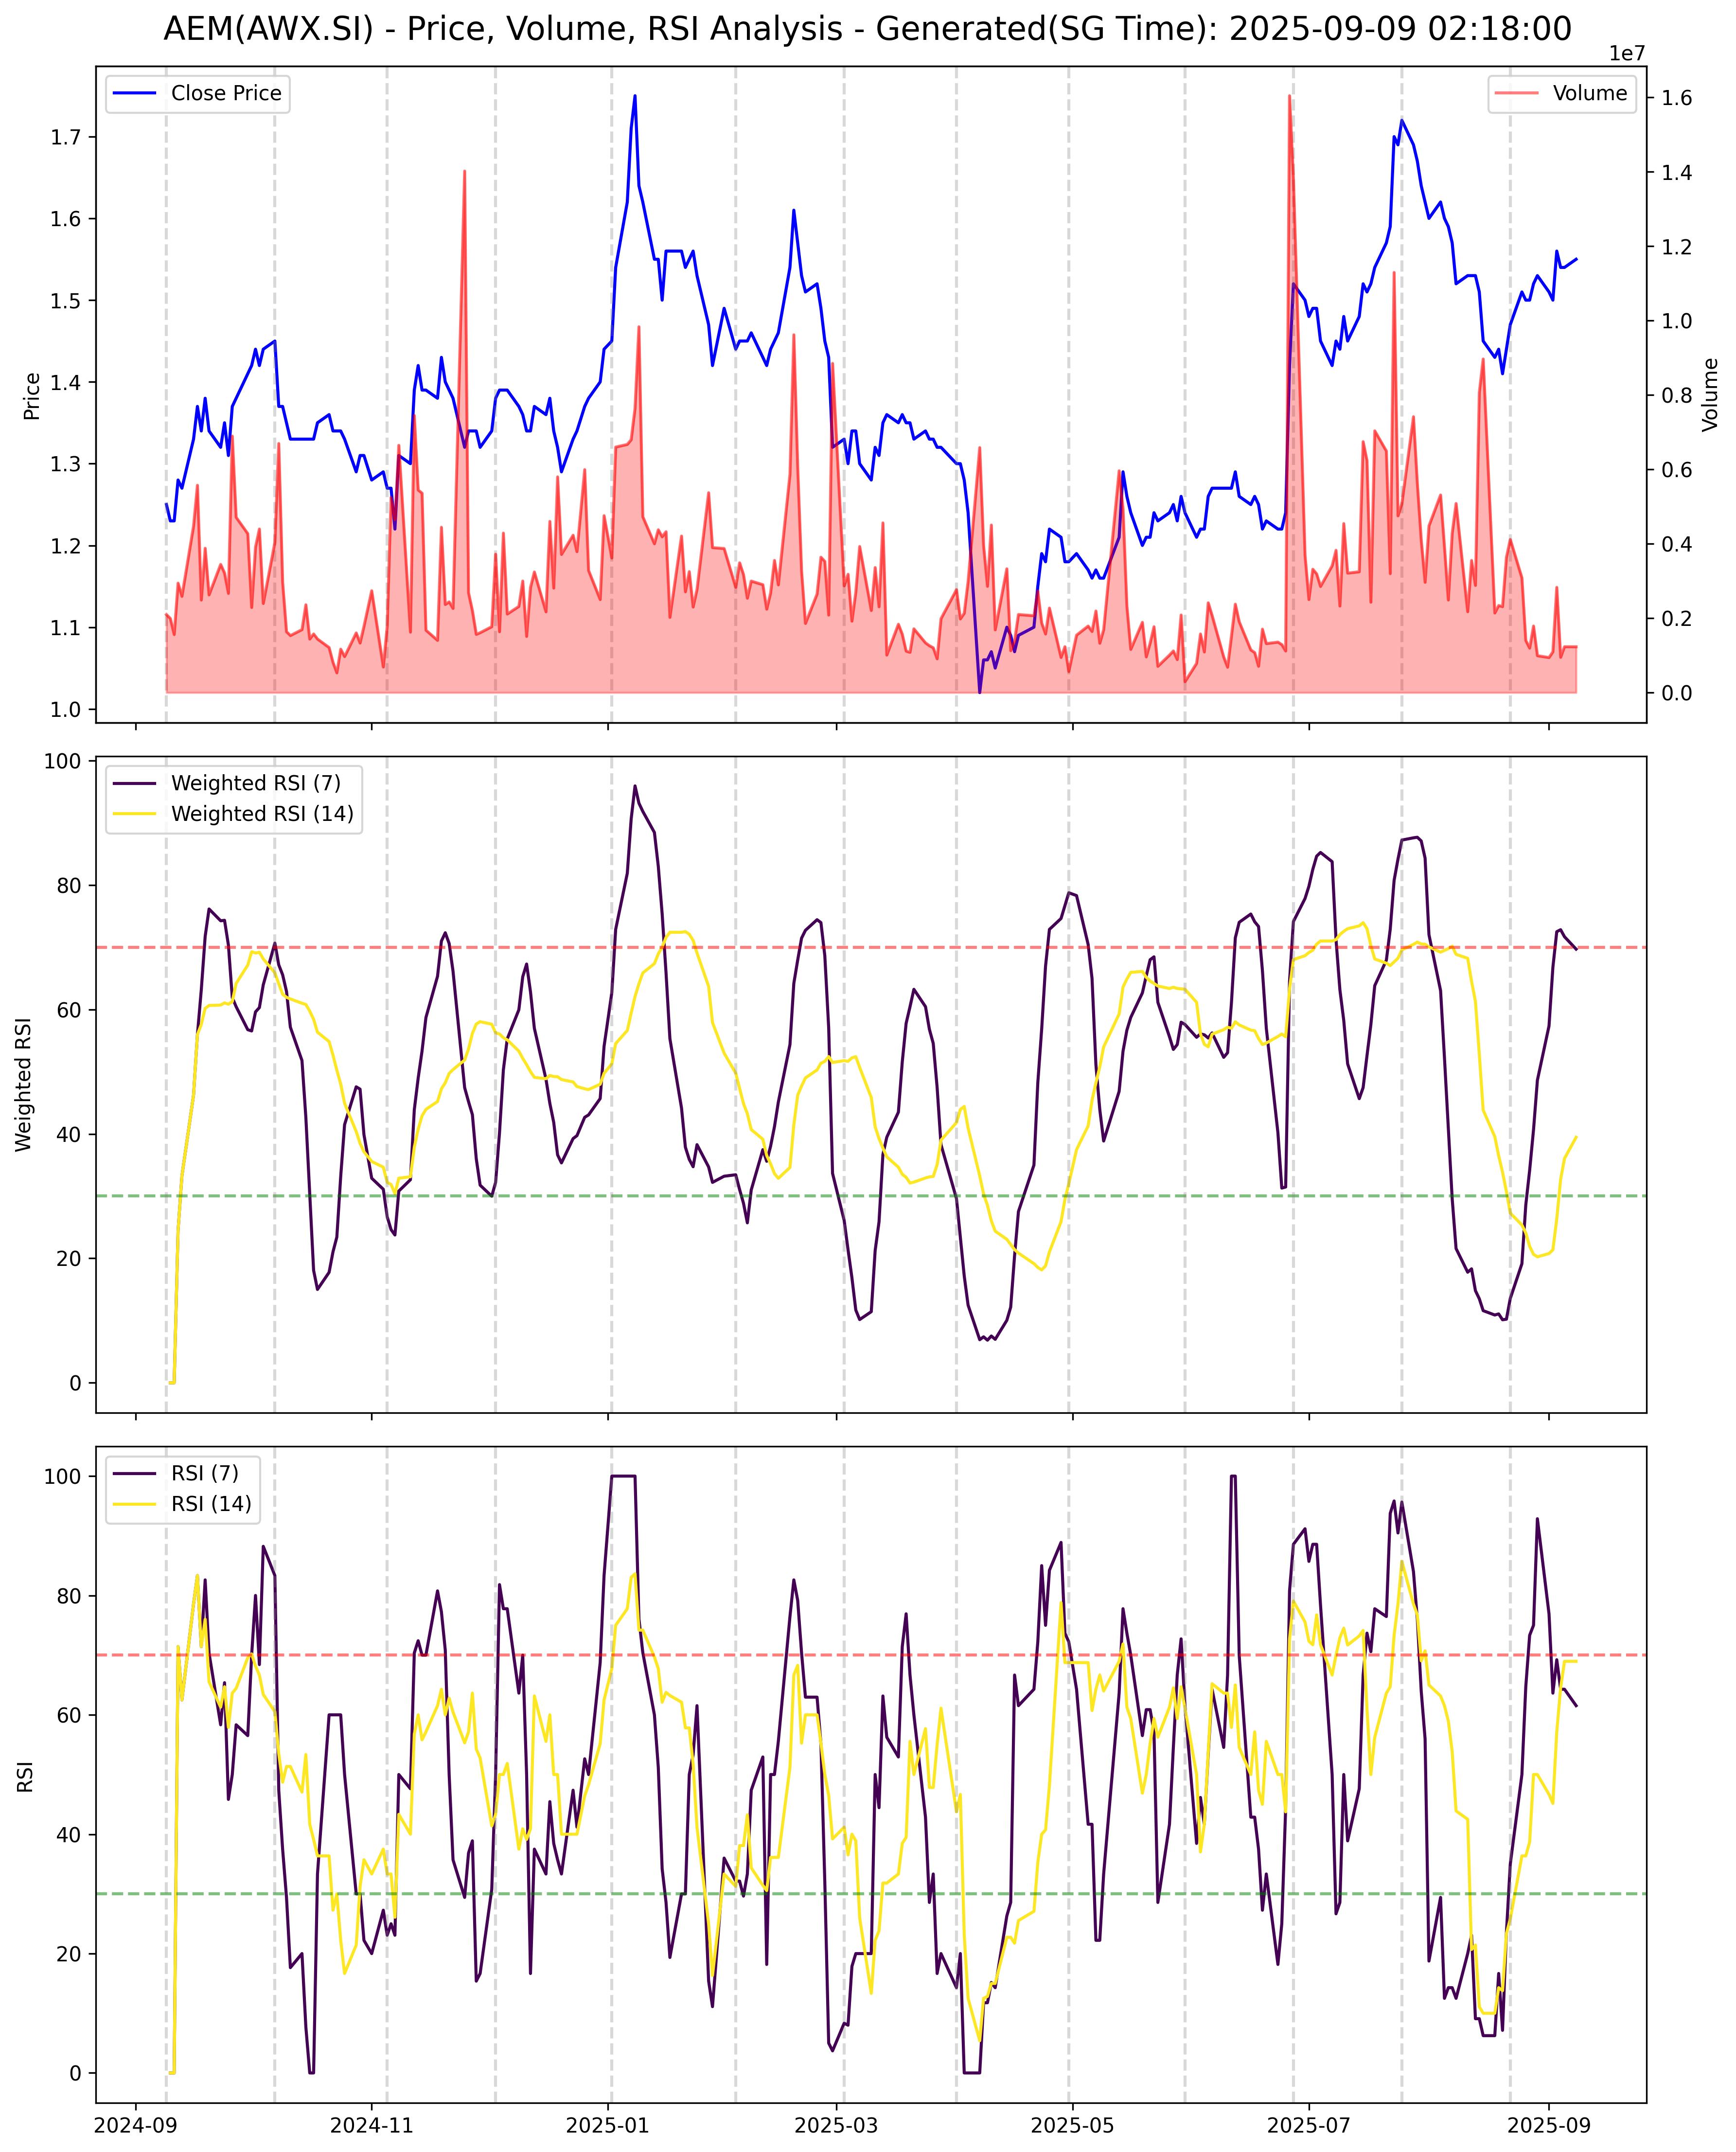 AEM(AWX.SI) - Price, Volume, RSI Analysis - Generated(SG Time): 2025-09-09 02:18:00
1e7
Close Price
Volume
1.7
1.6
1.5
1.4
1.3
1.2
1.1
1.0
Price
1.6
1.4
1.2
1.0
0.8
0.6
0.4
0.2
0.0
Volume
Weighted RSI (7)
Weighted RSI (14)
100
80
60
40
20
0
Weighted RSI
RSI (7)
RSI (14)
100
80
60
40
20
0
RSI
2024-09 2024-11 2025-01 2025-03 2025-05 2025-07 2025-09